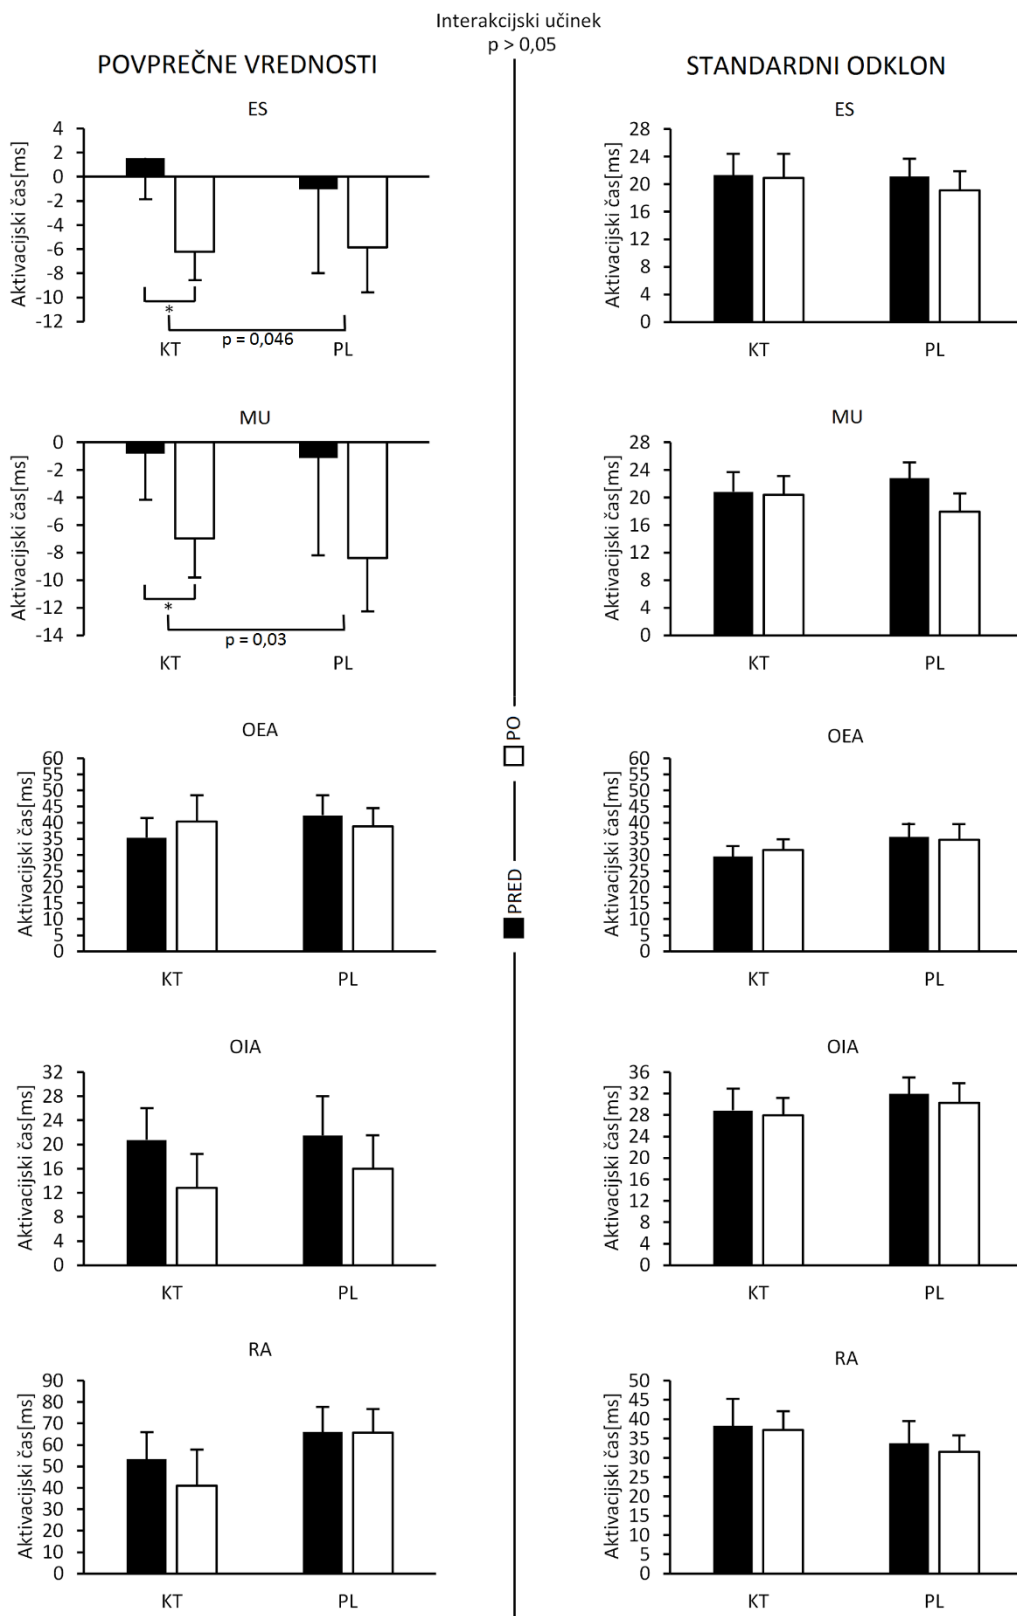 Interakcijski učinek
p > 0,05
POVPREČNE VREDNOSTI
STANDARDNI ODKLON
ES
Aktivacijski čas[ms]
4
2
0
-2
-4
-6
-8
-10
-12
*
p = 0,046
KT
PL
ES
Aktivacijski čas[ms]
28
24
20
16
12
8
4
0
KT
PL
MU
Aktivacijski čas[ms]
0
-2
-4
-6
-8
-10
-12
-14
*
p = 0,03
KT
PL
MU
Aktivacijski čas[ms]
28
24
20
16
12
8
4
0
KT
PL
PO
PRED
OEA
Aktivacijski čas[ms]
60
55
50
45
40
35
30
25
20
15
10
5
0
KT
PL
OEA
Aktivacijski čas[ms]
60
55
50
45
40
35
30
25
20
15
10
5
0
KT
PL
OIA
Aktivacijski čas[ms]
32
28
24
20
16
12
8
4
0
KT
PL
OIA
Aktivacijski čas[ms]
36
32
28
24
20
16
12
8
4
0
KT
PL
RA
Aktivacijski čas[ms]
90
80
70
60
50
40
30
20
10
0
KT
PL
RA
Aktivacijski čas[ms]
50
45
40
35
30
25
20
15
10
5
0
KT
PL